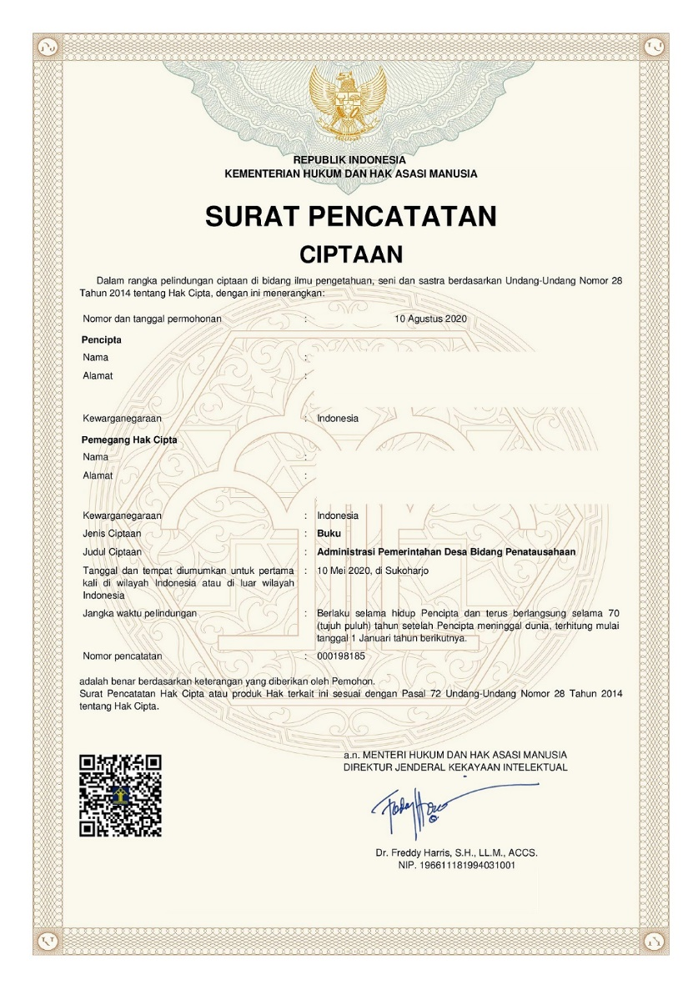 REPUBLIK INDONESIA
KEMENTERIAN HUKUM DAN HAK ASASI MANUSIA
SURAT PENCATATAN
CIPTAAN
Dalam rangka pelindungan ciptaan di bidang ilmu pengetahuan, seni dan sastra berdasarkan Undang-Undang Nomor 28
Tahun 2014 tentang Hak Cipta, dengan ini menerangkan:
Nomor dan tanggal permohonan : 10 Agustus 2020
Pencipta
Nama :
Alamat :
Kewarganegaraan : Indonesia
Pemegang Hak Cipta
Nama :
Alamat :
Kewarganegaraan : Indonesia
Jenis Ciptaan : Buku
Judul Ciptaan : Administrasi Pemerintahan Desa Bidang Penatausahaan
Tanggal dan tempat diumumkan untuk pertama : 10 Mei 2020, di Sukoharjo
kali di wilayah Indonesia atau di luar wilayah
Indonesia
Jangka waktu pelindungan : Berlaku selama hidup Pencipta dan terus berlangsung selama 70
(tujuh puluh) tahun setelah Pencipta meninggal dunia, terhitung mulai
tanggal 1 Januari tahun berikutnya.
Nomor pencatatan : 000198185
adalah benar berdasarkan keterangan yang diberikan oleh Pemohon.
Surat Pencatatan Hak Cipta atau produk Hak terkait ini sesuai dengan Pasal 72 Undang-Undang Nomor 28 Tahun 2014
tentang Hak Cipta.
a.n. MENTERI HUKUM DAN HAK ASASI MANUSIA
DIREKTUR JENDERAL KEKAYAAN INTELEKTUAL
Dr. Freddy Harris, S.H., LL.M., ACCS.
NIP. 196611181994031001